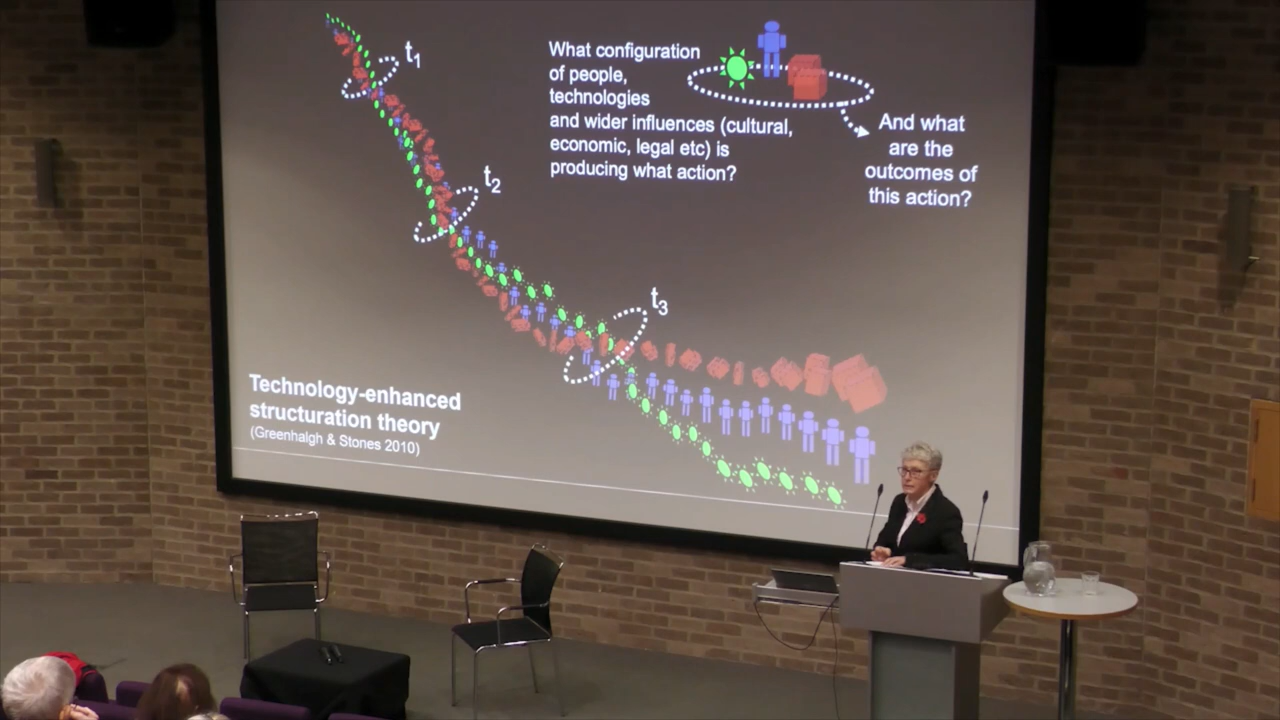 t1
What configuration
of people,
technologies
and wider influences (cultural,
economic, legal etc) is
producing what action?
And what
are the
outcomes of
this action?
t2
t3
Technology-enhanced
structuration theory
(Greenhalgh & Stones 2010)